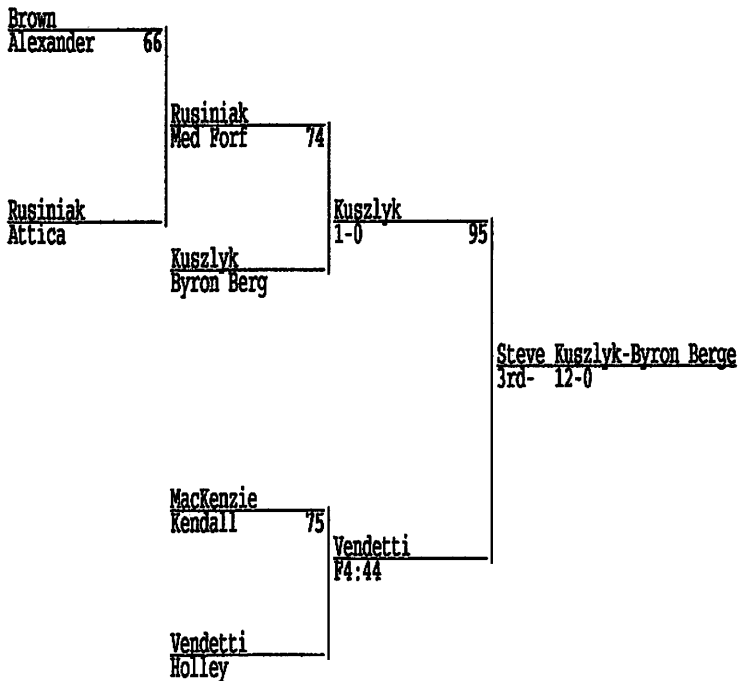 Brown
Alexander 66
Rusiniak
Med Forf 74
Rusiniak
Attica
Kuszlyk
1-0 95
Kuszlyk
Byron Berg
Steve Kuszlyk-Byron Berge
3rd- 12-0
MacKenzie
Kendall 75
Vendetti
F4:44
Vendetti
Holley